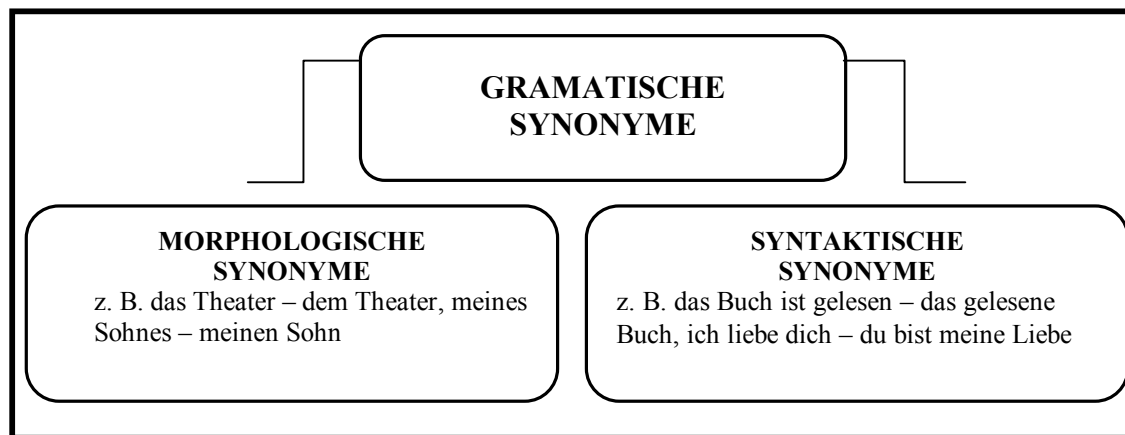 GRAMATISCHE
SYNONYME
MORPHOLOGISCHE
SYNONYME
z. B. das Theater – dem Theater, meines
Sohnes – meinen Sohn
SYNTAKTISCHE
SYNONYME
z. B. das Buch ist gelesen – das gelesene
Buch, ich liebe dich – du bist meine Liebe